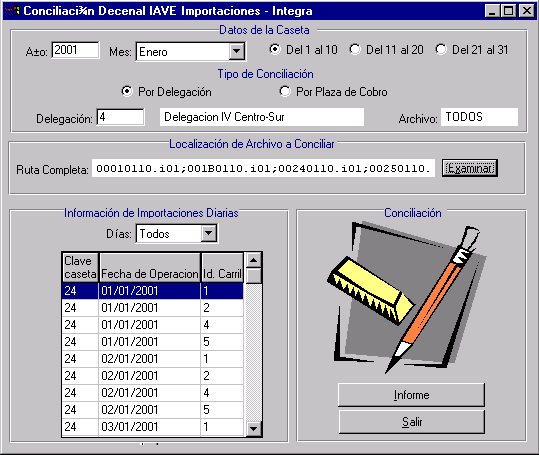 Conciliaci¾n Decenal IAVE Importaciones - Integra
Datos de la Caseta
A±o: 2001 Mes: Enero Del 1 al 10 Del 11 al 20 Del 21 al 31
Tipo de Conciliación
Por Delegación Por Plaza de Cobro
Delegación: 4 Delegacion IV Centro-Sur Archivo: TODOS
Localización de Archivo a Conciliar
Ruta Completa: 00010110.i01;001B0110.i01;00240110.i01;00250110. Examinar
Información de Importaciones Diarias
Días: Todos
Clave caseta Fecha de Operacion Id. Carril
24 01/01/2001 1
24 01/01/2001 2
24 01/01/2001 4
24 01/01/2001 5
24 02/01/2001 1
24 02/01/2001 2
24 02/01/2001 4
24 02/01/2001 5
24 03/01/2001 1
Conciliación
Informe
Salir